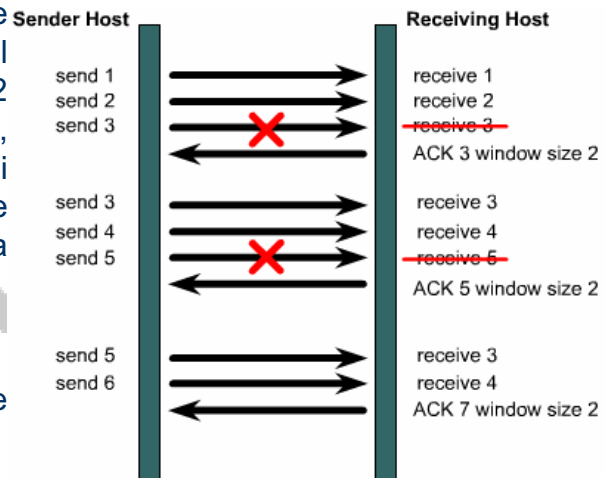 Sender Host Receiving Host
send 1 receive 1
send 2 receive 2
send 3 receive 3
ACK 3 window size 2
send 3 receive 3
send 4 receive 4
send 5 receive 5
ACK 5 window size 2
send 5 receive 3
send 6 receive 4
ACK 7 window size 2